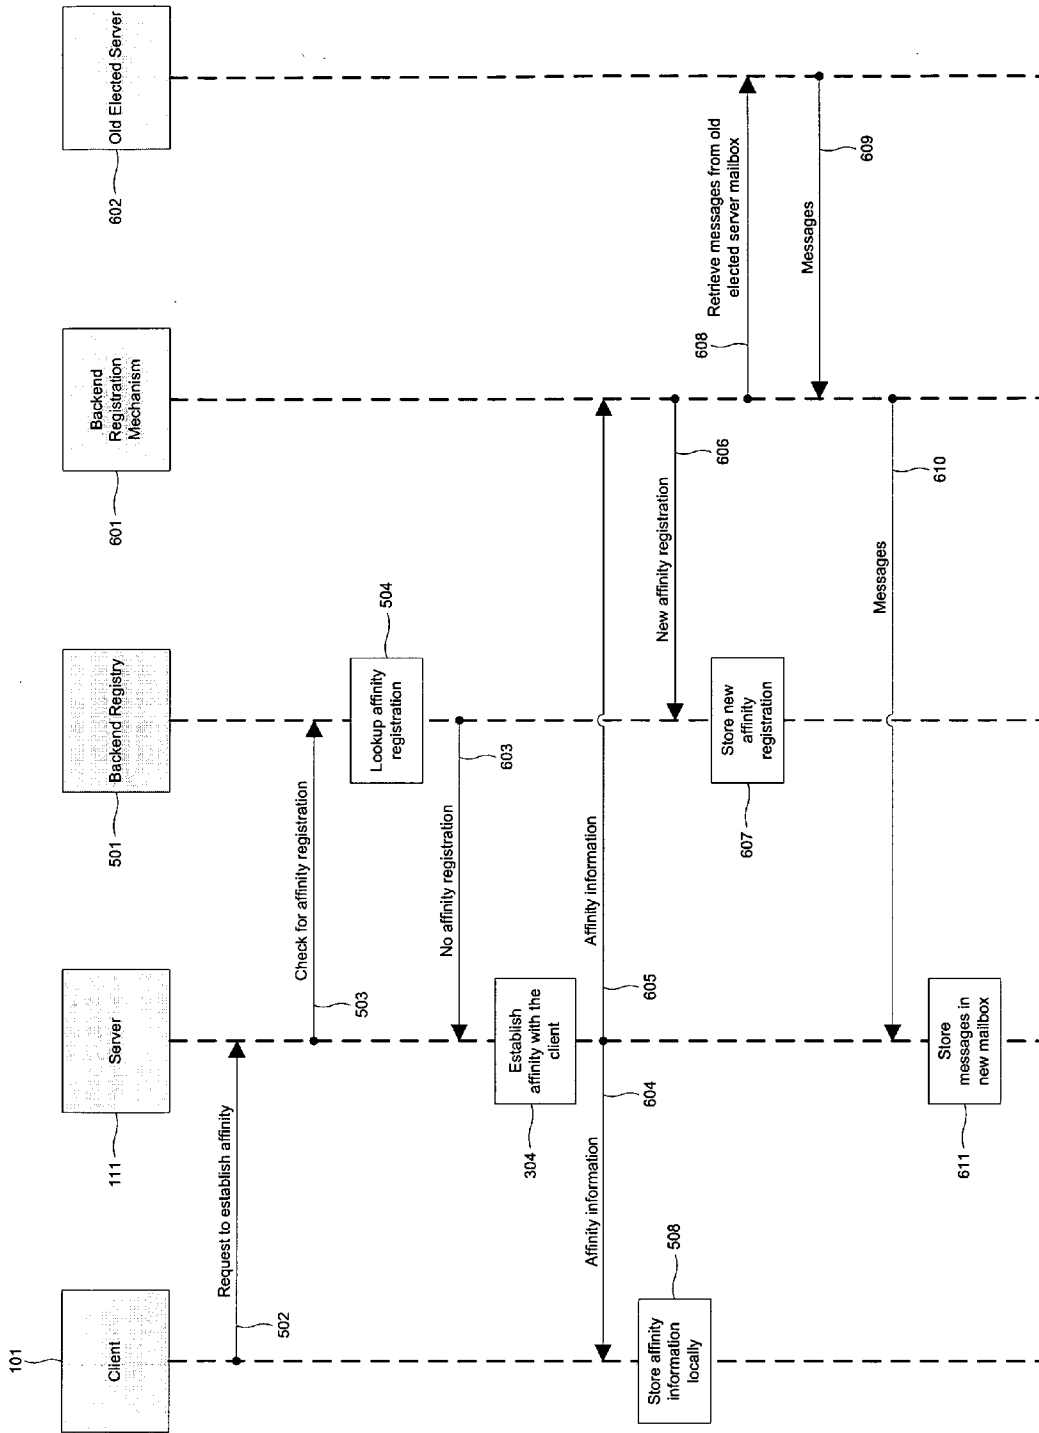 101
Client
111
Server
501
Backend Registry
601
Backend
Registration
Mechanism
602
Old Elected Server
Request to establish affinity
502
Check for affinity registration
503
Lookup affinity
registration
504
No affinity registration
603
Establish
affinity with the
client
304
Affinity information
604
Affinity information
605
Store affinity
information
locally
508
New affinity registration
606
Store new
affinity
registration
607
Retrieve messages from old
elected server mailbox
608
Messages
609
Messages
610
Store
messages in
new mailbox
611